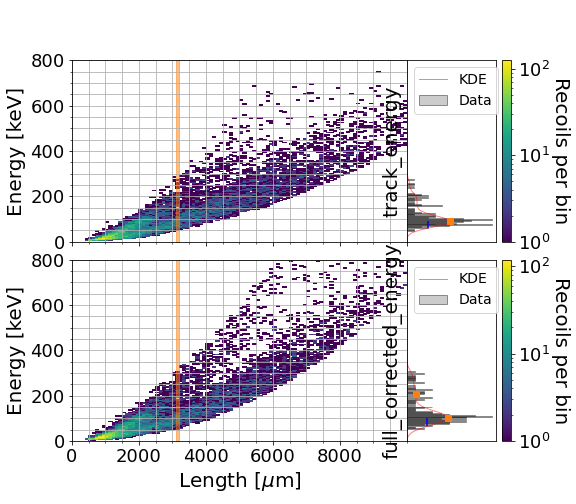 800
600
400
200
0
Energy [keV]
track_energy
KDE
Data
10²
10¹
10⁰
Recoils per bin
800
600
400
200
0
Energy [keV]
full_corrected_energy
KDE
Data
10²
10¹
10⁰
Recoils per bin
0 2000 4000 6000 8000
Length [μm]